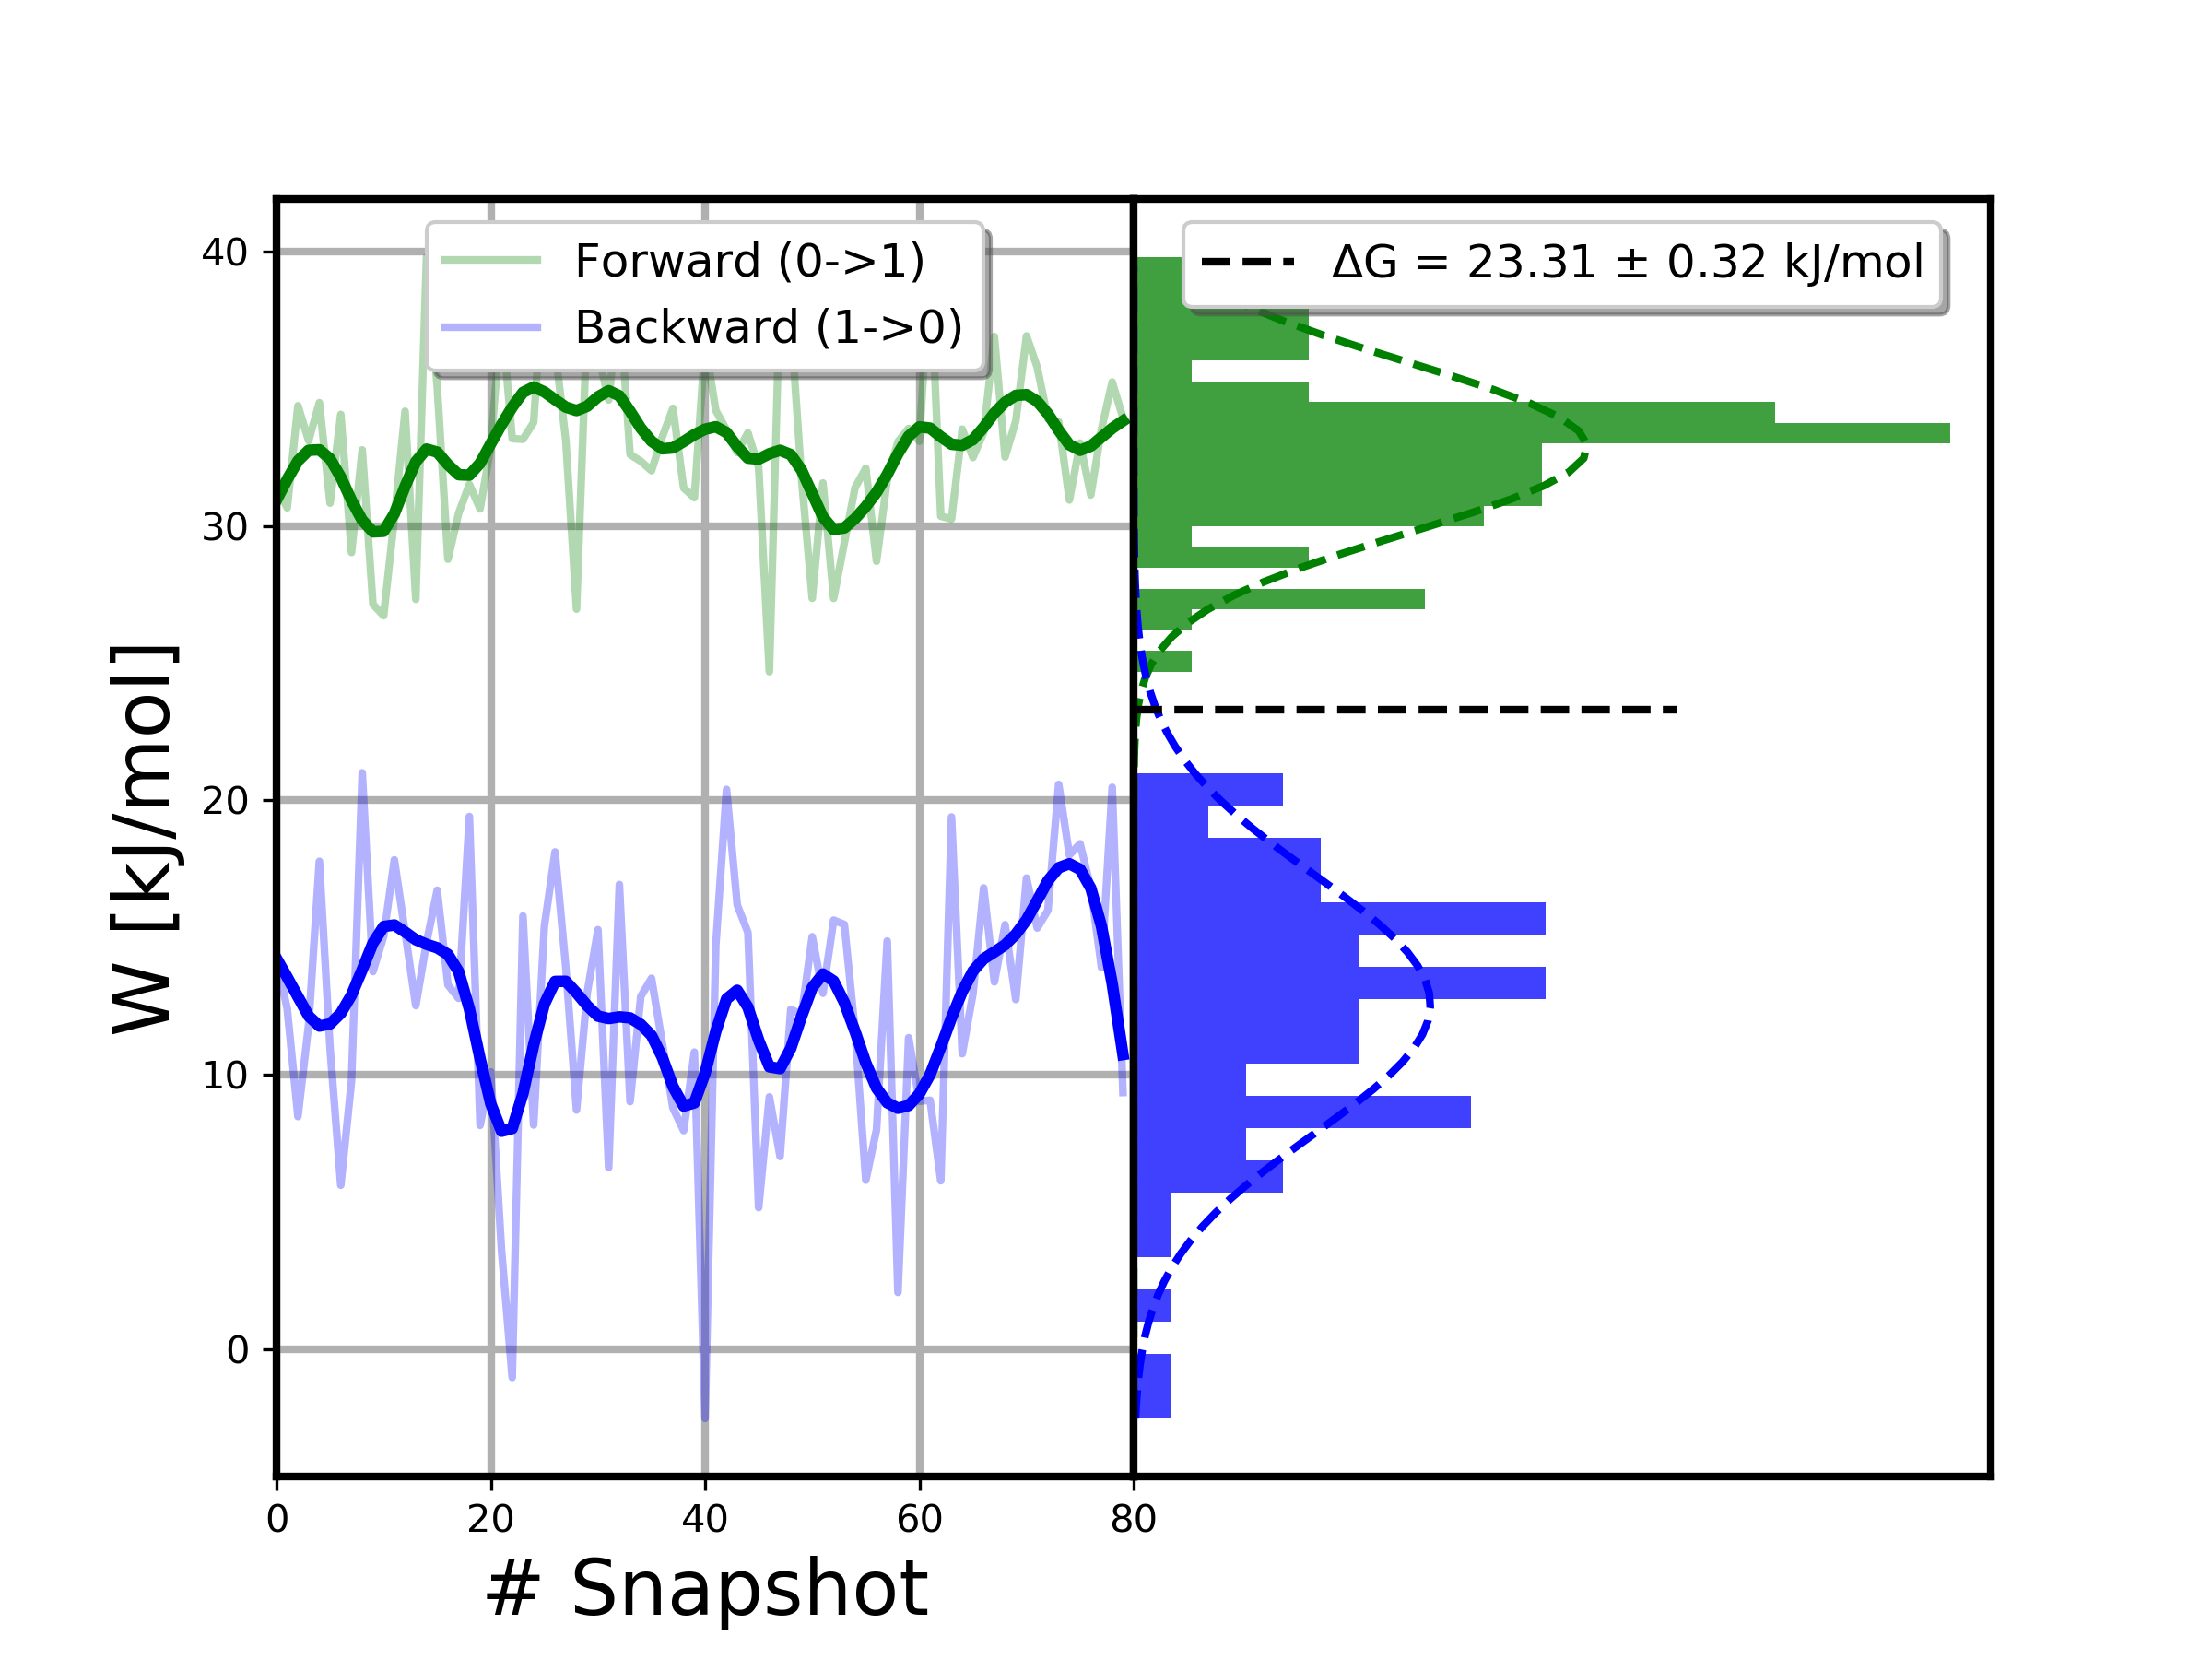 Forward (0->1)
Backward (1->0)
ΔG = 23.31 ± 0.32 kJ/mol
40
30
20
10
0
W [kJ/mol]
0 20 40 60 80
# Snapshot